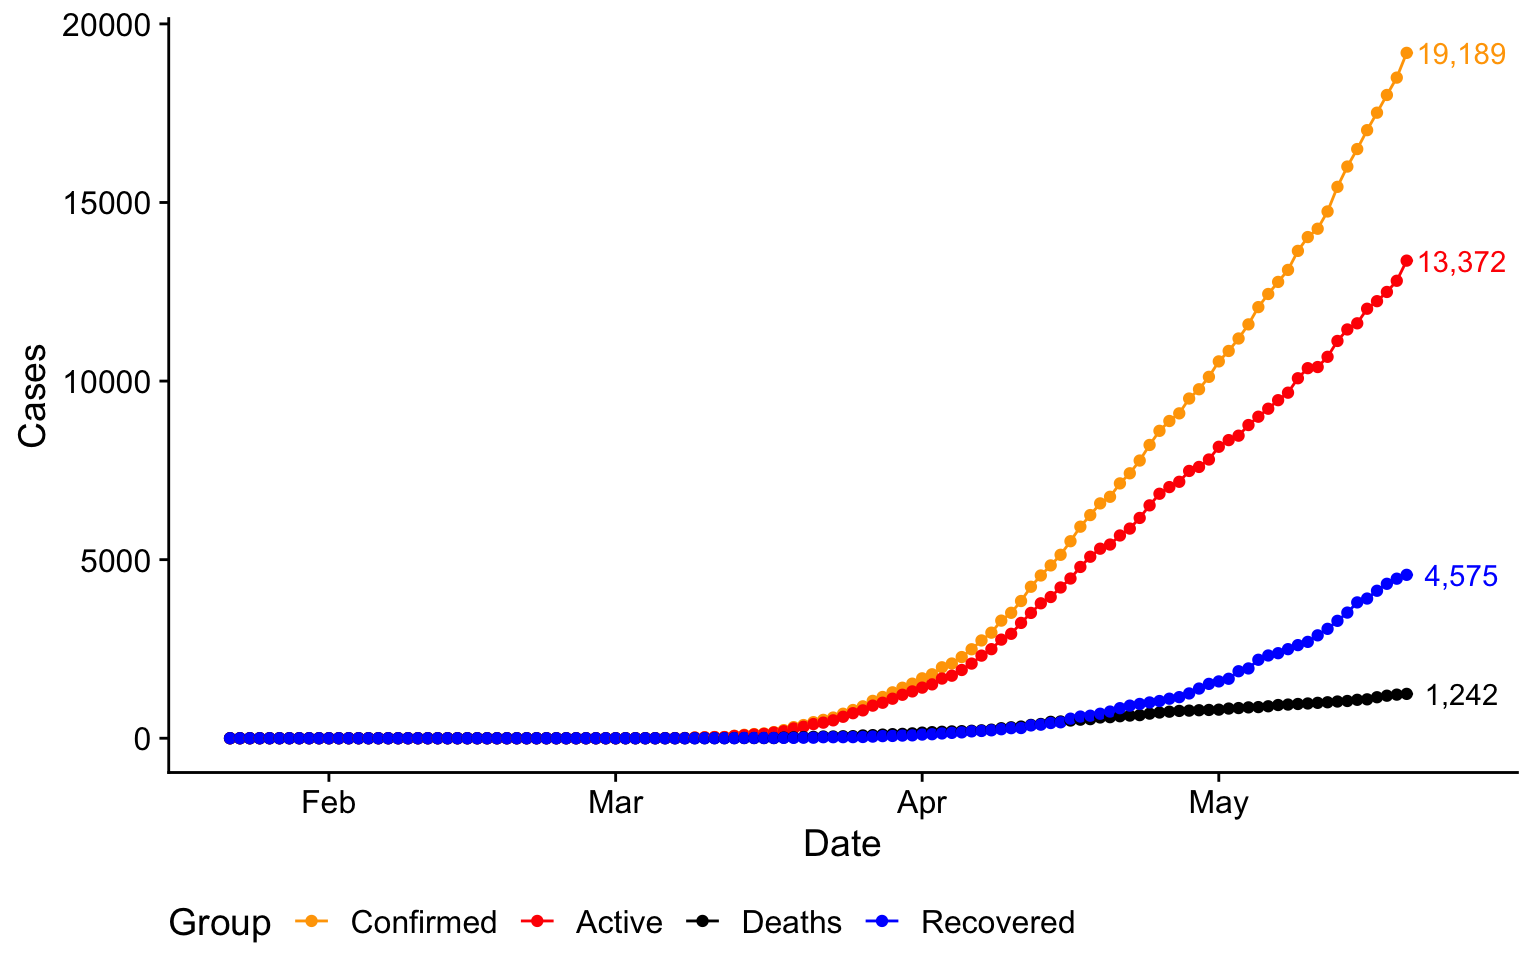 20000
19,189
15000
13,372
Cases
10000
5000
4,575
1,242
0
Feb Mar Apr May
Date
Group Confirmed Active Deaths Recovered